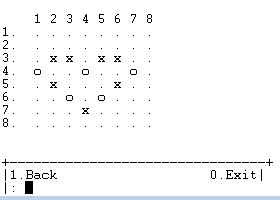 1 2 3 4 5 6 7 8
1. . . . . . . . .
2. . . . . . . . .
3. . x x . x x . .
4. o . . o . . o .
5. . x . . . x . .
6. . . o . o . . .
7. . . . x . . . .
8. . . . . . . . .
+--------------------------------+
|1.Back 0.Exit|
|: